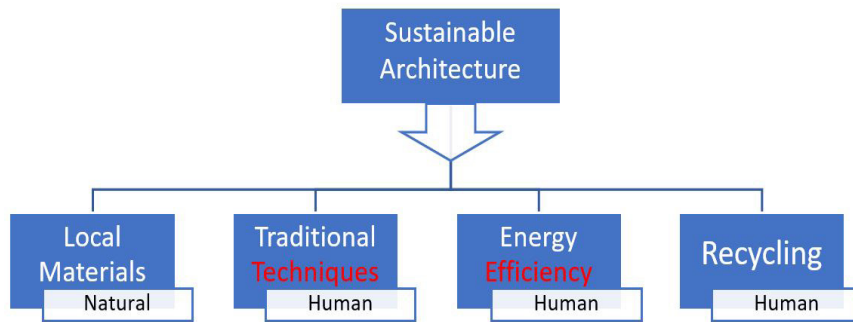 Sustainable
Architecture
Local
Materials
Natural
Traditional
Techniques
Human
Energy
Efficiency
Human
Recycling
Human